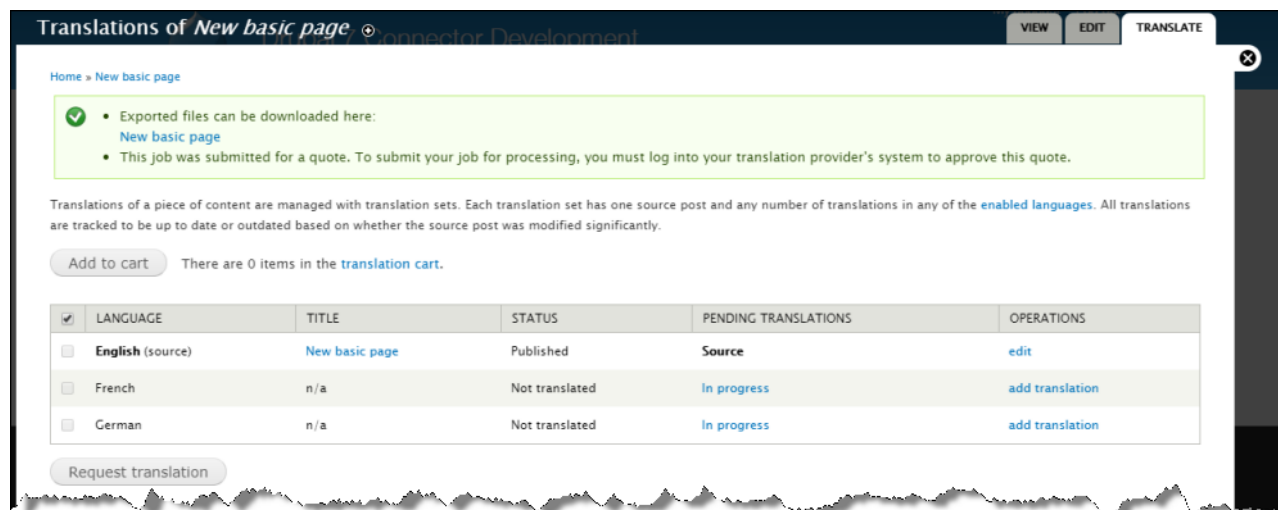 Translations of New basic page
Drupal 7 Connector Development
VIEW EDIT TRANSLATE
Home » New basic page
• Exported files can be downloaded here:
New basic page
• This job was submitted for a quote. To submit your job for processing, you must log into your translation provider's system to approve this quote.
Translations of a piece of content are managed with translation sets. Each translation set has one source post and any number of translations in any of the enabled languages. All translations
are tracked to be up to date or outdated based on whether the source post was modified significantly.
Add to cart There are 0 items in the translation cart.
LANGUAGE TITLE STATUS PENDING TRANSLATIONS OPERATIONS
English (source) New basic page Published Source edit
French n/a Not translated In progress add translation
German n/a Not translated In progress add translation
Request translation